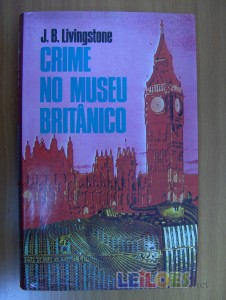 J. B. Livingstone
CRIME
NO MUSEU
BRITÂNICO
LEILOES.net